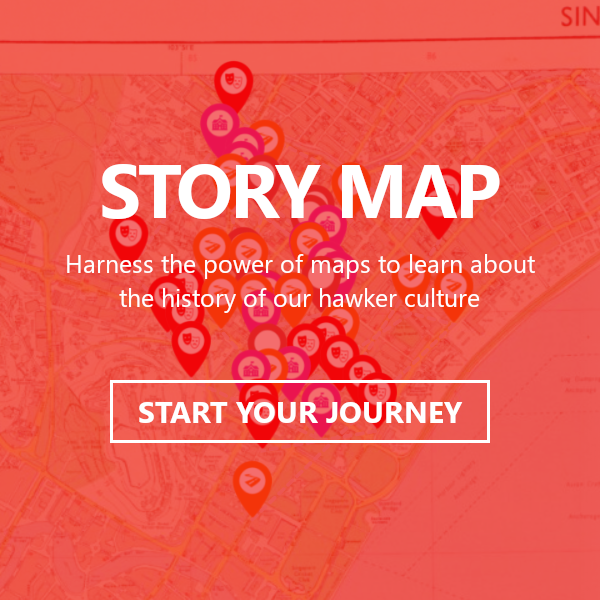 SIN
STORY MAP
Harness the power of maps to learn about
the history of our hawker culture
START YOUR JOURNEY